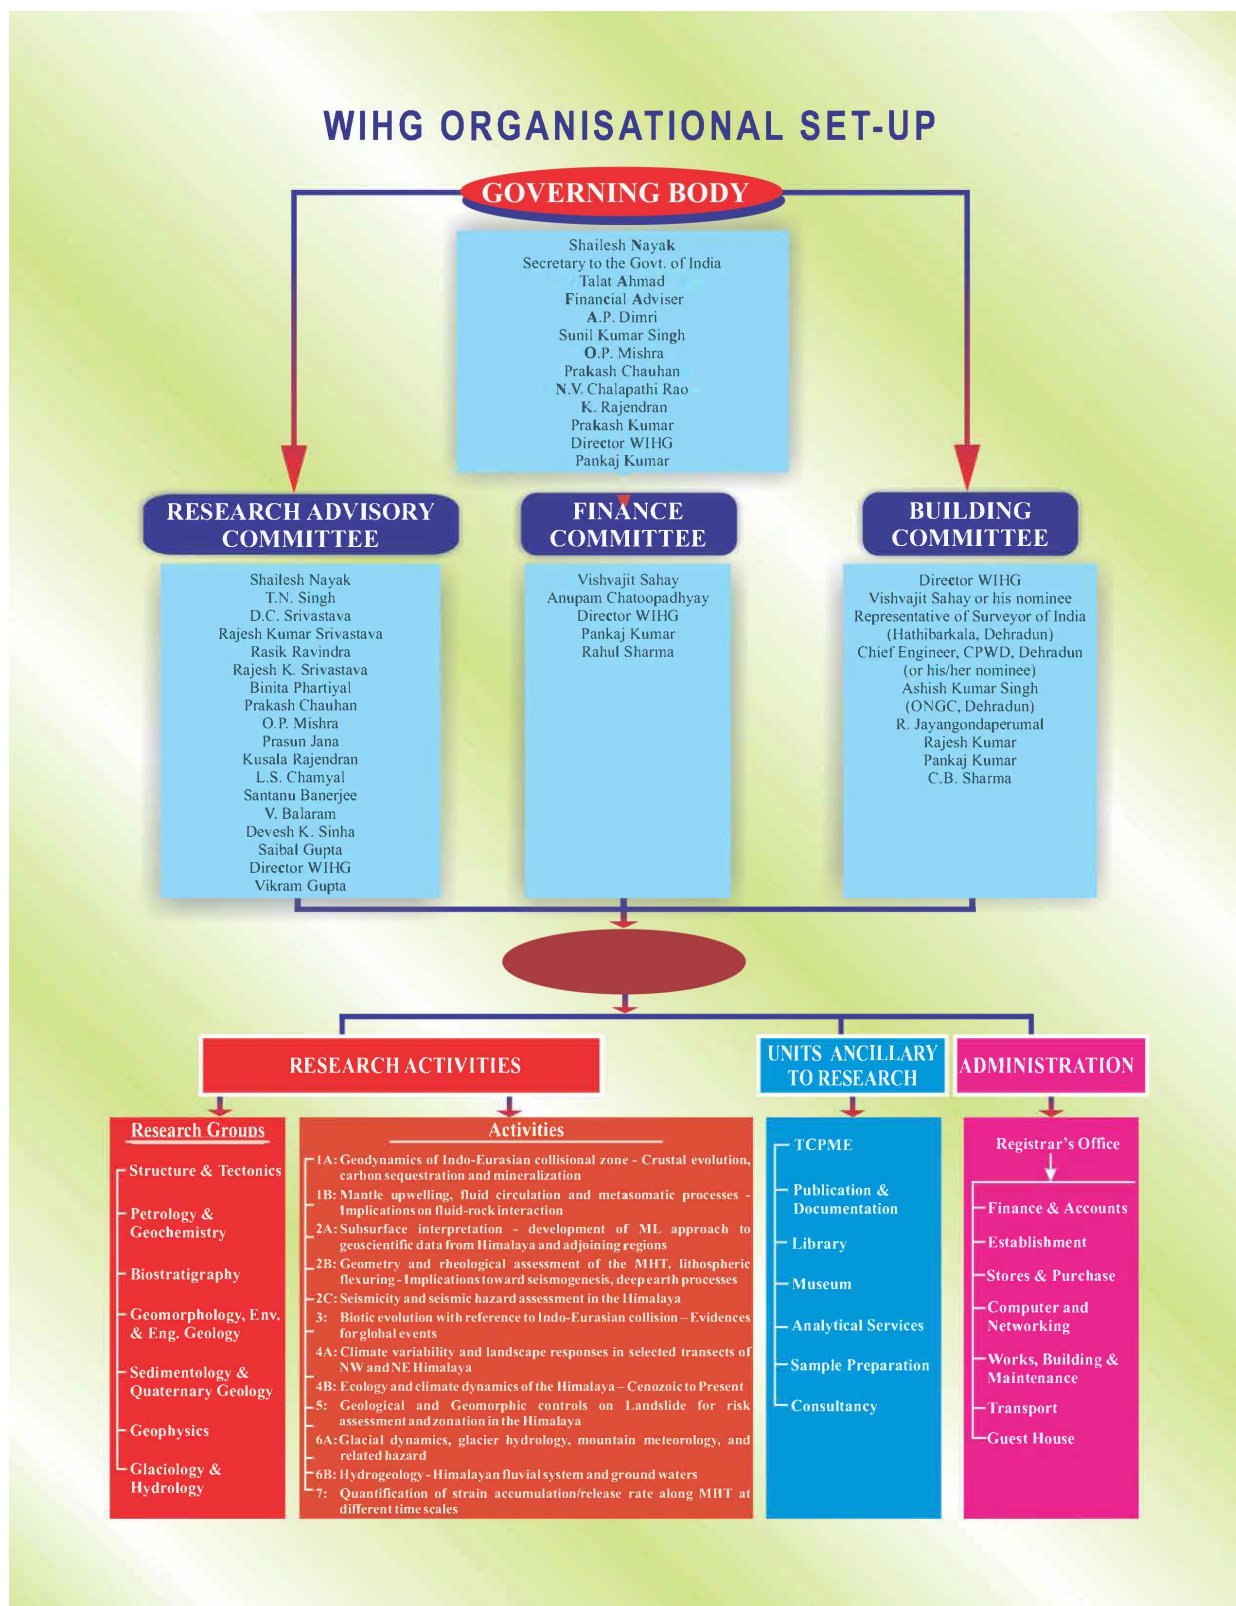 WIHG ORGANISATIONAL SET-UP
GOVERNING BODY
Shailesh Nayak
Secretary to the Govt. of India
Talat Ahmad
Financial Adviser
A.P. Dimri
Sunil Kumar Singh
O.P. Mishra
Prakash Chauhan
N.V. Chalapathi Rao
K. Rajendran
Prakash Kumar
Director WIHG
Pankaj Kumar
RESEARCH ADVISORY
COMMITTEE
Shailesh Nayak
T.N. Singh
D.C. Srivastava
Rajesh Kumar Srivastava
Rasik Ravindra
Rajesh K. Srivastava
Binita Phartiyal
Prakash Chauhan
O.P. Mishra
Prasun Jana
Kusala Rajendran
L.S. Chamyal
Santanu Banerjee
V. Balaram
Devesh K. Sinha
Saibal Gupta
Director WIHG
Vikram Gupta
FINANCE
COMMITTEE
Vishvajit Sahay
Anupam Chatoopadhyay
Director WIHG
Pankaj Kumar
Rahul Sharma
BUILDING
COMMITTEE
Director WIHG
Vishvajit Sahay or his nominee
Representative of Surveyor of India
(Hathibarkala, Dehradun)
Chief Engineer, CPWD, Dehradun
(or his/her nominee)
Ashish Kumar Singh
(ONGC, Dehradun)
R. Jayangondaperumal
Rajesh Kumar
Pankaj Kumar
C.B. Sharma
RESEARCH ACTIVITIES
Research Groups
Structure & Tectonics
Petrology &
Geochemistry
Biostratigraphy
Geomorphology, Env.
& Eng. Geology
Sedimentology &
Quaternary Geology
Geophysics
Glaciology &
Hydrology
Activities
1A: Geodynamics of Indo-Eurasian collisional zone - Crustal evolution,
carbon sequestration and mineralization
1B: Mantle upwelling, fluid circulation and metasomatic processes -
Implications on fluid-rock interaction
2A: Subsurface interpretation - development of ML approach to
geoscientific data from Himalaya and adjoining regions
2B: Geometry and rheological assessment of the MHT, lithospheric
flexuring - Implications toward seismogenesis, deep earth processes
2C: Seismicity and seismic hazard assessment in the Himalaya
3: Biotic evolution with reference to Indo-Eurasian collision – Evidences
for global events
4A: Climate variability and landscape responses in selected transects of
NW and NE Himalaya
4B: Ecology and climate dynamics of the Himalaya – Cenozoic to Present
5: Geological and Geomorphic controls on Landslide for risk
assessment and zonation in the Himalaya
6A: Glacial dynamics, glacier hydrology, mountain meteorology, and
related hazard
6B: Hydrogeology - Himalayan fluvial system and ground waters
7: Quantification of strain accumulation/release rate along MHT at
different time scales
UNITS ANCILLARY
TO RESEARCH
TCPME
Publication &
Documentation
Library
Museum
Analytical Services
Sample Preparation
Consultancy
ADMINISTRATION
Registrar's Office
Finance & Accounts
Establishment
Stores & Purchase
Computer and
Networking
Works, Building &
Maintenance
Transport
Guest House